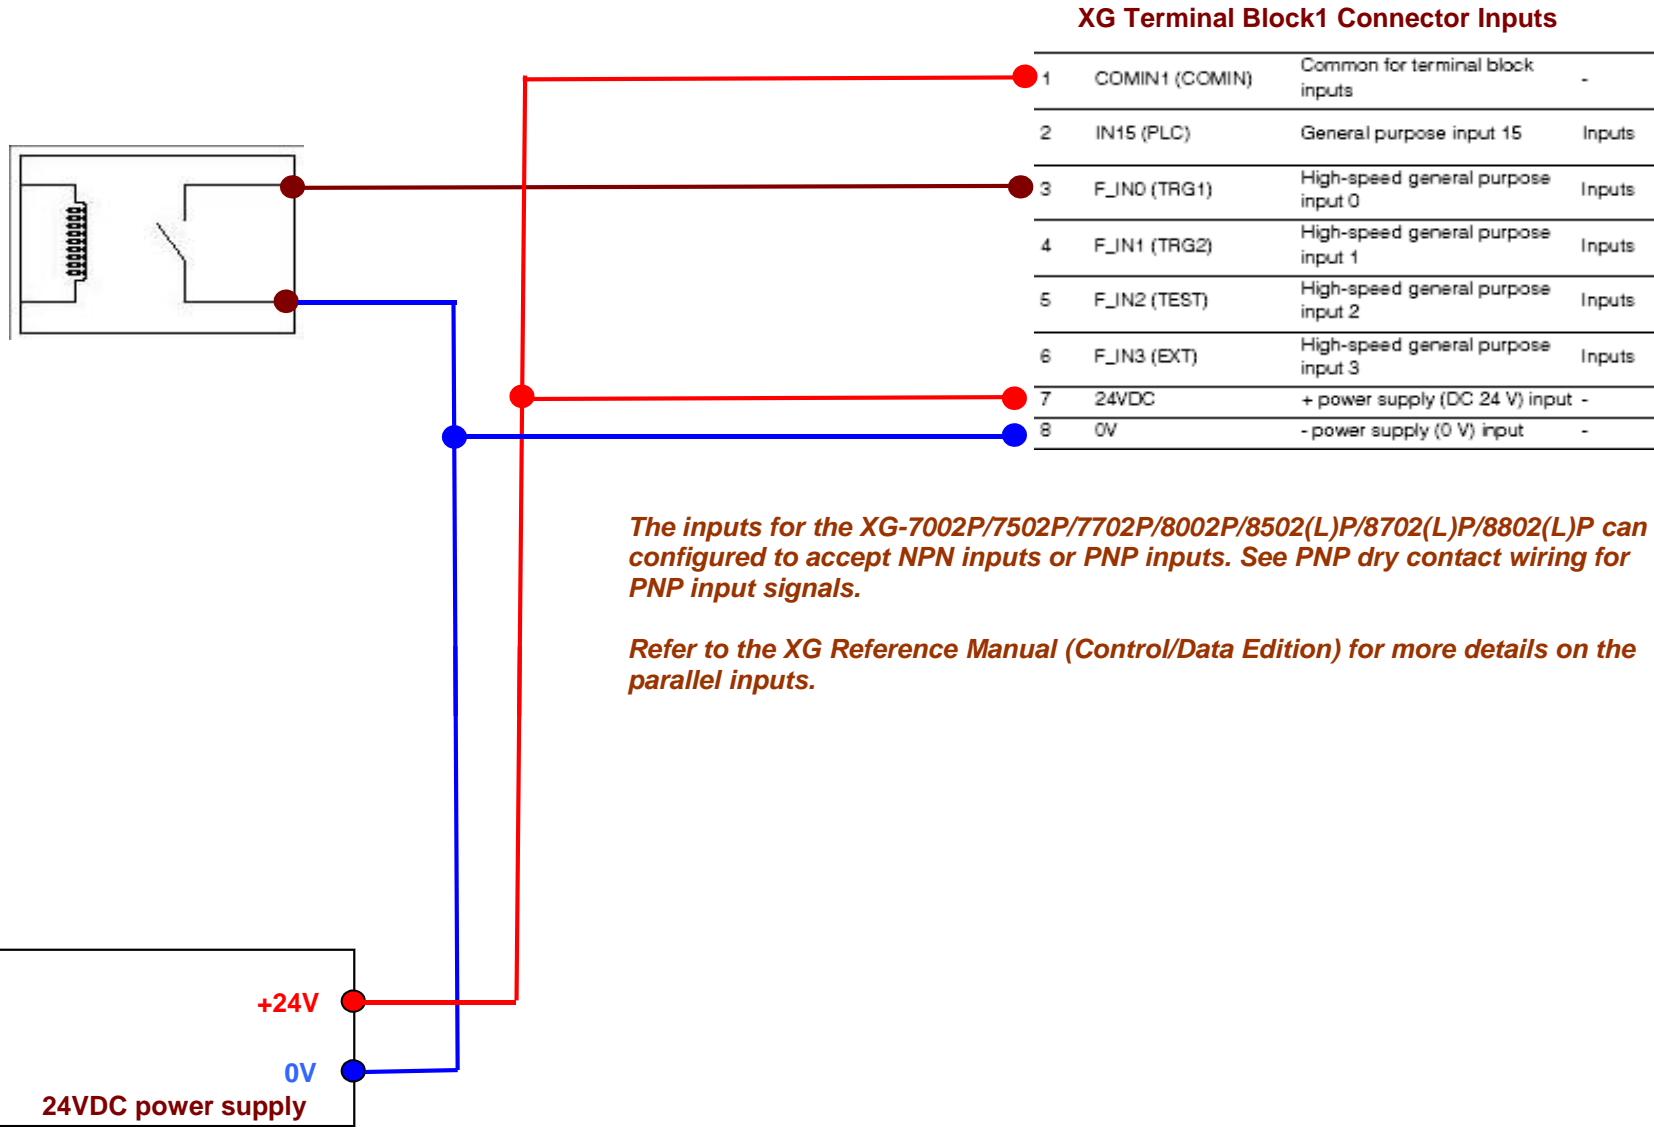 XG Terminal Block1 Connector Inputs
1 COMIN1 (COMIN) Common for terminal block inputs -
2 IN15 (PLC) General purpose input 15 Inputs
3 F_IN0 (TRG1) High-speed general purpose input 0 Inputs
4 F_IN1 (TRG2) High-speed general purpose input 1 Inputs
5 F_IN2 (TEST) High-speed general purpose input 2 Inputs
6 F_IN3 (EXT) High-speed general purpose input 3 Inputs
7 24VDC + power supply (DC 24 V) input -
8 0V - power supply (0 V) input -
The inputs for the XG-7002P/7502P/7702P/8002P/8502(L)P/8702(L)P/8802(L)P can
configured to accept NPN inputs or PNP inputs. See PNP dry contact wiring for
PNP input signals.
Refer to the XG Reference Manual (Control/Data Edition) for more details on the
parallel inputs.
+24V
0V
24VDC power supply